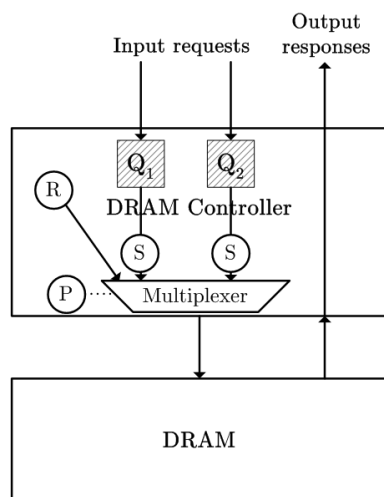 Input requests
Output
responses
Q₁
Q₂
R
DRAM Controller
S
S
P
Multiplexer
DRAM